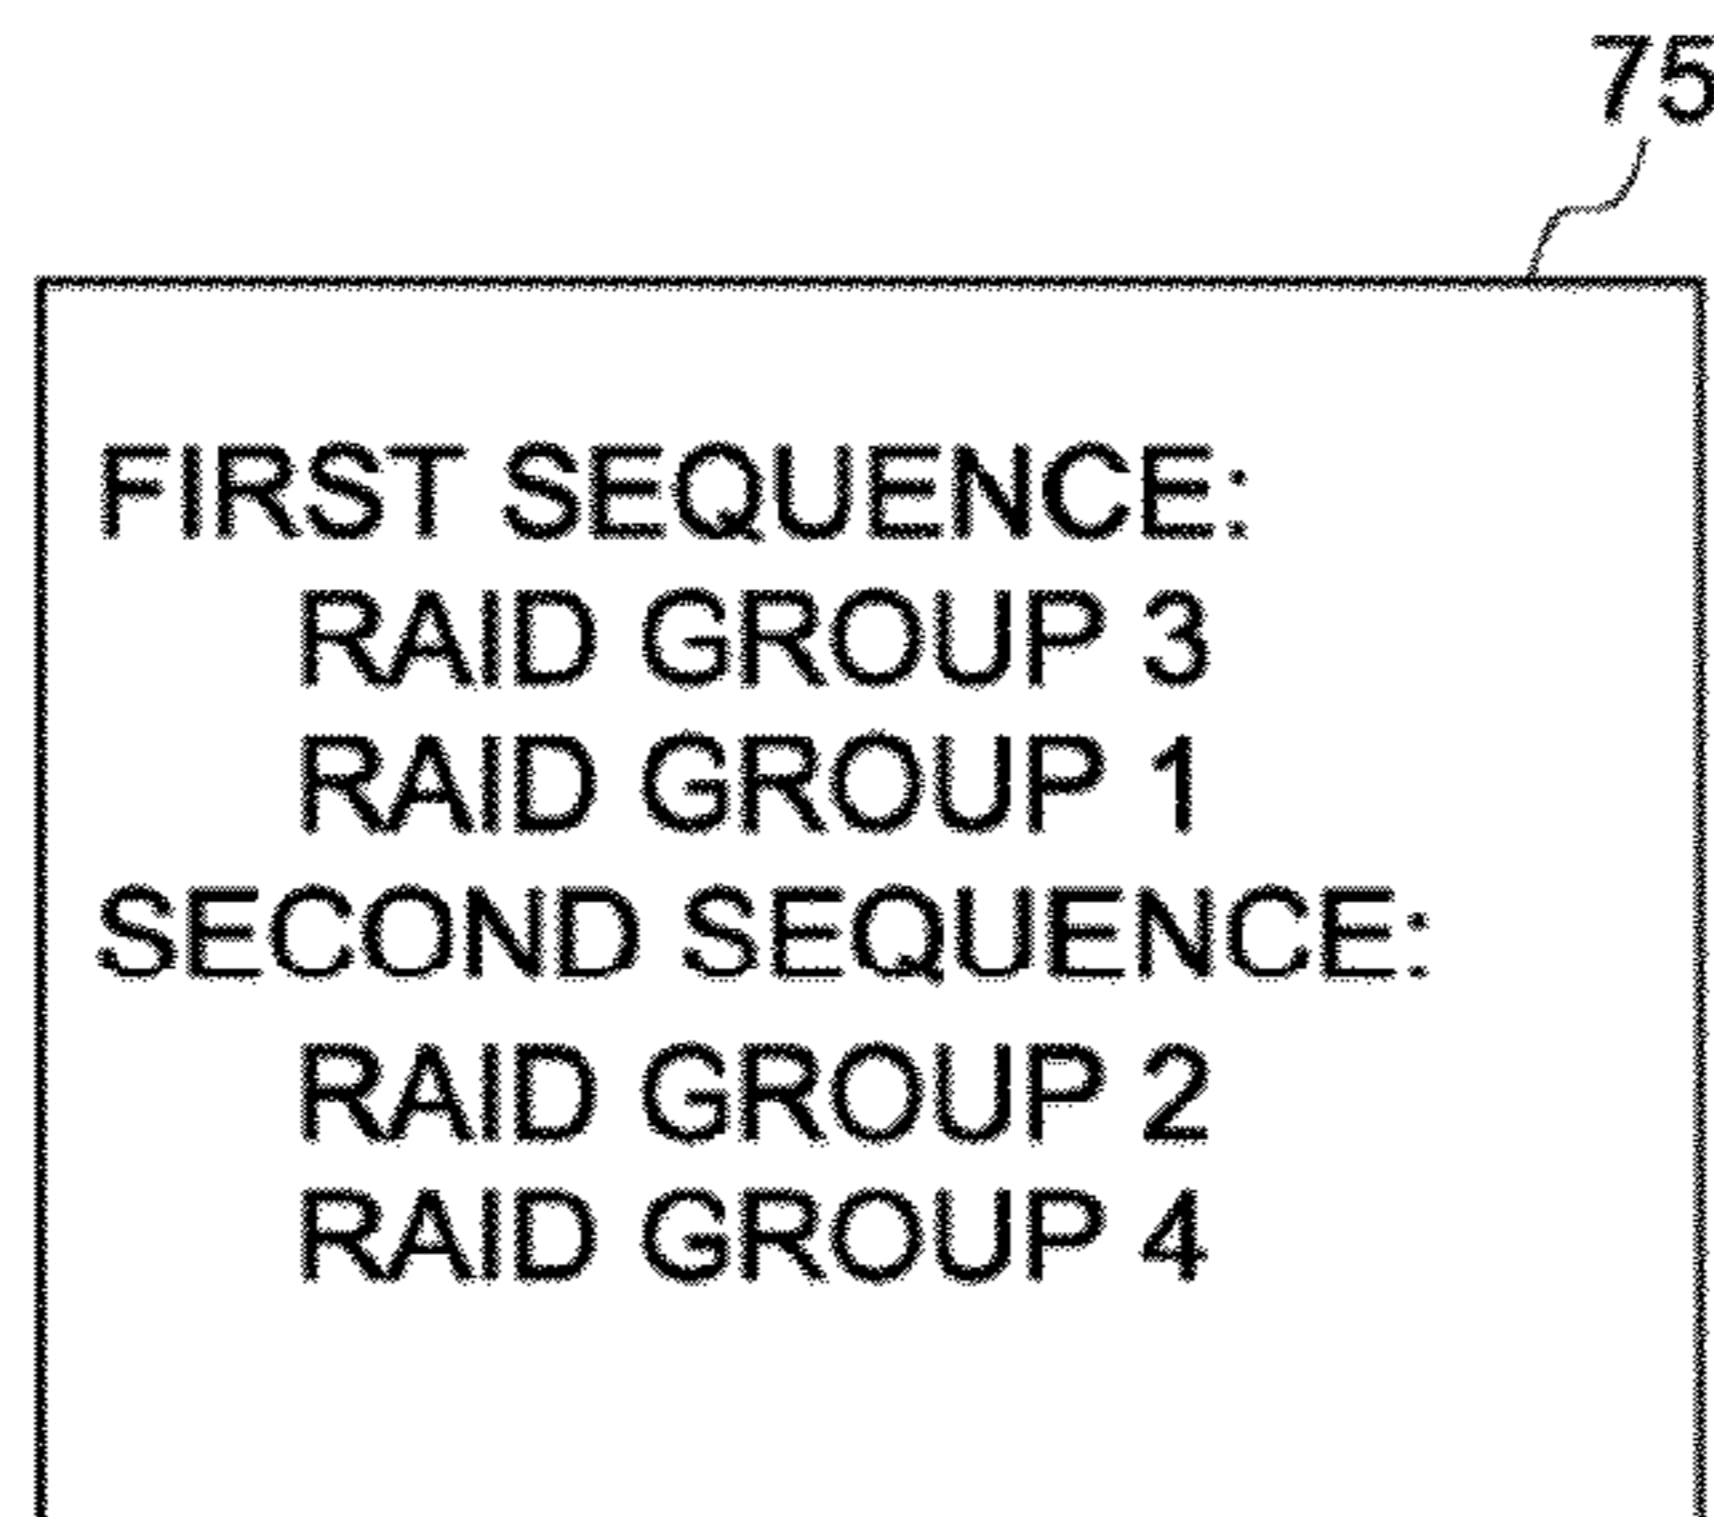 75
FIRST SEQUENCE:
RAID GROUP 3
RAID GROUP 1
SECOND SEQUENCE:
RAID GROUP 2
RAID GROUP 4